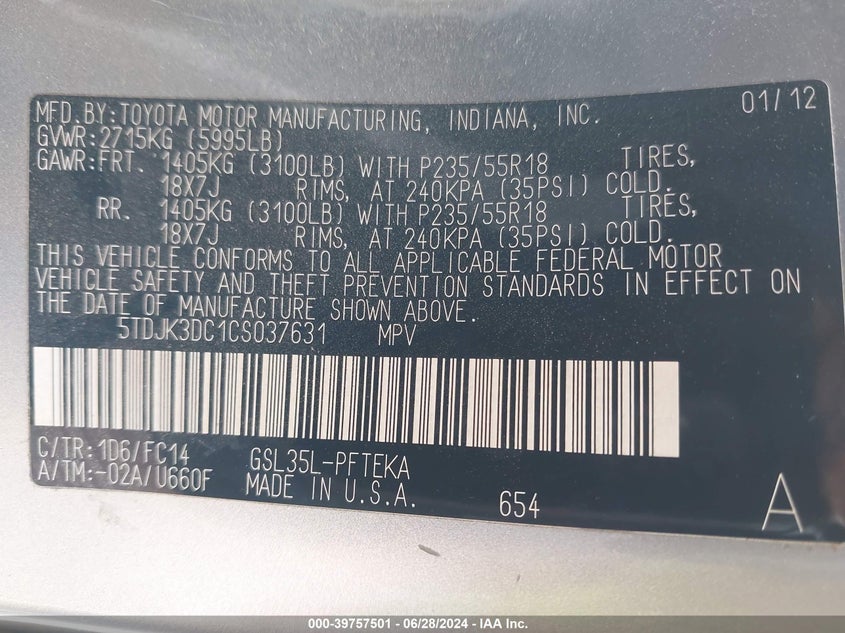 MFD.BY:TOYOTA MOTOR MANUFACTURING, INDIANA, INC. 01/12
GVWR:2715KG (5995LB)
GAWR:FRT. 1405KG (3100LB) WITH P235/55R18 TIRES,
18X7J RIMS, AT 240KPA (35PSI) COLD.
RR. 1405KG (3100LB) WITH P235/55R18 TIRES,
18X7J RIMS, AT 240KPA (35PSI) COLD.
THIS VEHICLE CONFORMS TO ALL APPLICABLE FEDERAL MOTOR
VEHICLE SAFETY AND THEFT PREVENTION STANDARDS IN EFFECT ON
THE DATE OF MANUFACTURE SHOWN ABOVE.
5TDJK3DC1CS037631 MPV
C/TR:1D6/FC14 GSL35L-PFTEKA
A/TM:-02A/U660F MADE IN U.S.A. 654 A
000-39757501 - 06/28/2024 - IAA Inc.